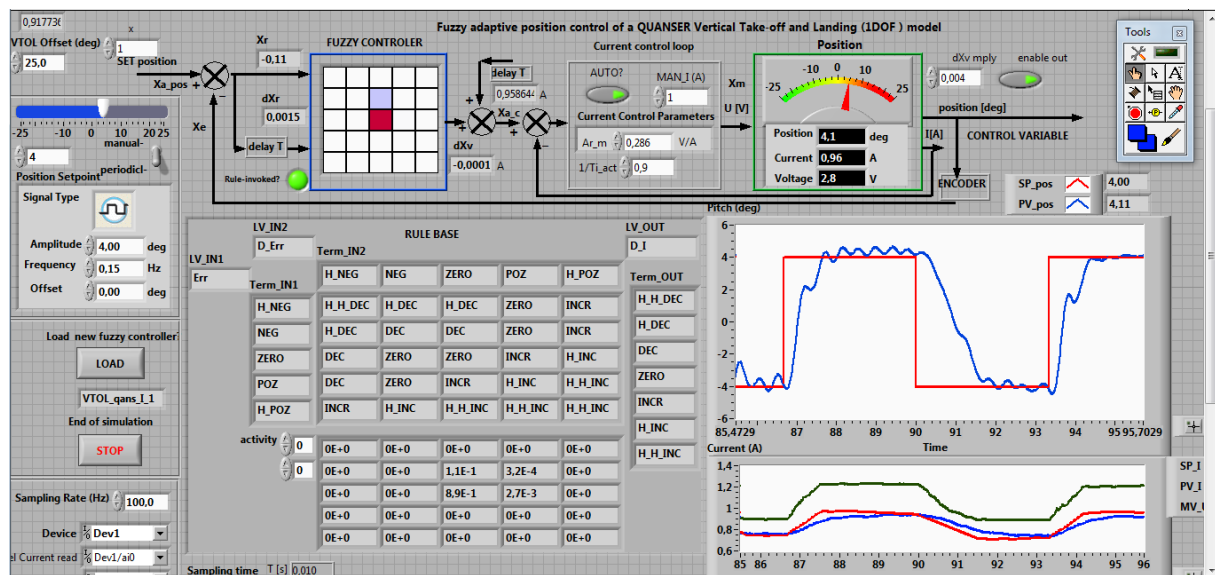 0,91773
Fuzzy adaptive position control of a QUANSER Vertical Take-off and Landing (1DOF ) model
VTOL Offset (deg)
25,0
x
1
SET position
Xa_pos
Xr
-0,11
dXr
0,0015
delay T
Rule-invoked?
FUZZY CONTROLER
delay T
0,95864 A
Xa_c
dXv
-0,0001 A
Xe
Current control loop
AUTO?
MAN_I (A)
1
Current Control Parameters
Ar_m 0,286 V/A
1/Ti_act 0,9
Xm
U [V]
Position
-25 -10 0 10 25
Position 4,1 deg
Current 0,96 A
Voltage 2,8 V
dXv mply
0,004
enable out
position [deg]
I[A]
CONTROL VARIABLE
ENCODER
Tools
SP_pos 4,00
PV_pos 4,11
-25 -10 0 10 2025
manual-
4
periodicl-
Position Setpoint
Signal Type
Amplitude 4,00 deg
Frequency 0,15 Hz
Offset 0,00 deg
Load new fuzzy controller?
LOAD
VTOL_qans_I_1
End of simulation
STOP
Sampling Rate (Hz) 100,0
Device Dev1
el Current read Dev1/ai0
RULE BASE
LV_IN2
D_Err
LV_IN1
Err
LV_OUT
D_I
Term_IN2
H_NEG NEG ZERO POZ H_POZ
Term_IN1
H_NEG H_H_DEC H_DEC H_DEC ZERO INCR
NEG H_DEC DEC DEC ZERO INCR
ZERO DEC ZERO ZERO INCR H_INC
POZ DEC ZERO INCR H_INC H_H_INC
H_POZ INCR H_INC H_H_INC H_H_INC H_H_INC
Term_OUT
H_H_DEC
H_DEC
DEC
ZERO
INCR
H_INC
H_H_INC
activity 0
0
0E+0 0E+0 0E+0 0E+0 0E+0
0E+0 0E+0 1,1E-1 3,2E-4 0E+0
0E+0 0E+0 8,9E-1 2,7E-3 0E+0
0E+0 0E+0 0E+0 0E+0 0E+0
0E+0 0E+0 0E+0 0E+0 0E+0
Sampling time T [s] 0,010
Pitch (deg)
6-
4-
2-
0-
-2-
-4-
-6-
85,4729 87 88 89 90 91 92 93 94 95 95,7029
Time
Current (A)
1,4-
1,2-
1-
0,8-
0,6-
85 86 87 88 89 90 91 92 93 94 95 96
SP_I
PV_I